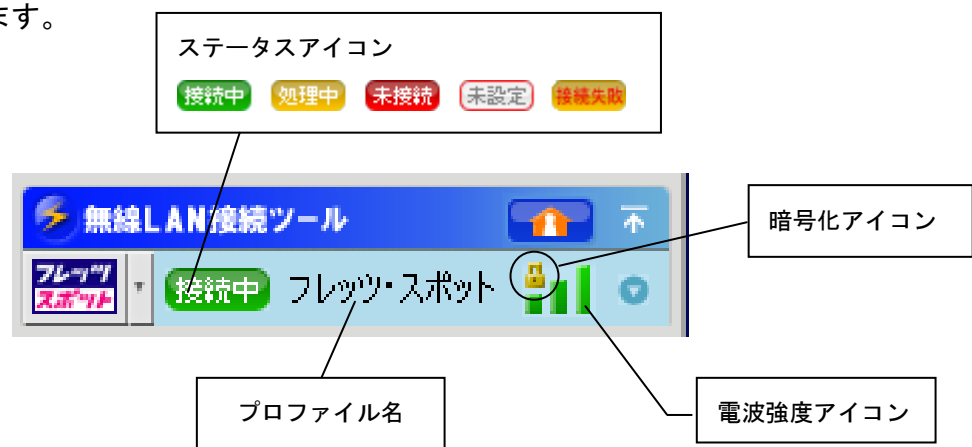 ます。
ステータスアイコン
接続中 処理中 未接続 未設定 接続失敗
無線LAN接続ツール
暗号化アイコン
フレッツ
スポット
接続中 フレッツ・スポット
プロファイル名
電波強度アイコン